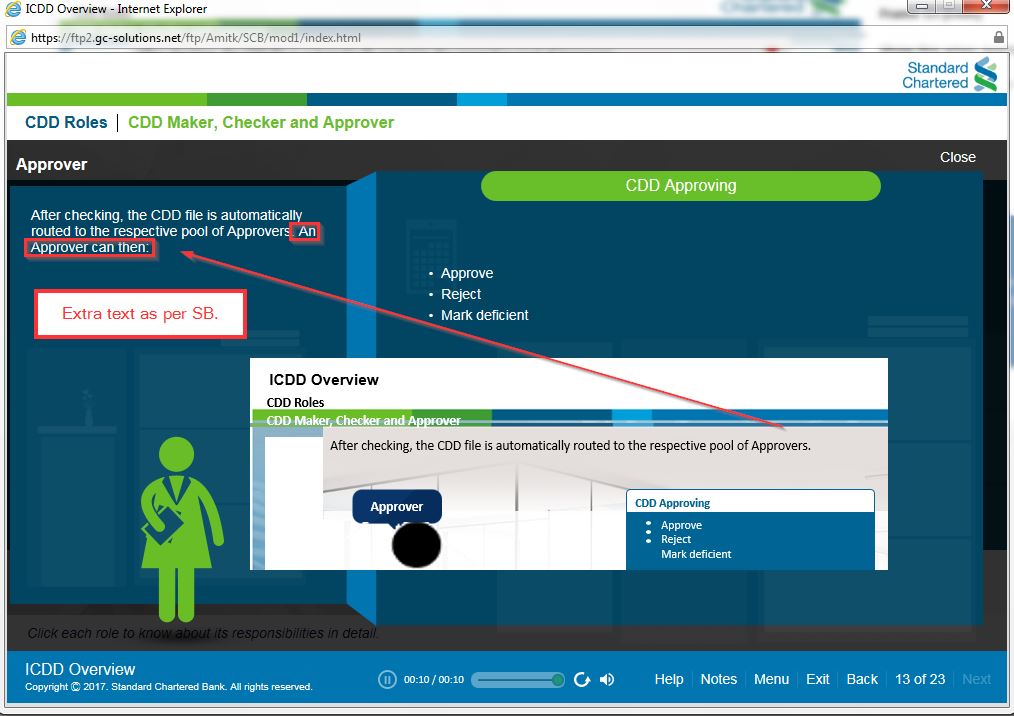 ICDD Overview - Internet Explorer
https://ftp2.gc-solutions.net/ftp/Amitk/SCB/mod1/index.html
Standard
Chartered
CDD Roles | CDD Maker, Checker and Approver
Approver
Close
After checking, the CDD file is automatically
routed to the respective pool of Approvers. An
Approver can then:
Extra text as per SB.
CDD Approving
• Approve
• Reject
• Mark deficient
ICDD Overview
CDD Roles
CDD Maker, Checker and Approver
After checking, the CDD file is automatically routed to the respective pool of Approvers.
Approver
CDD Approving
• Approve
• Reject
• Mark deficient
Click each role to know about its responsibilities in detail.
ICDD Overview
Copyright © 2017. Standard Chartered Bank. All rights reserved.
00:10 / 00:10
Help Notes Menu Exit Back 13 of 23 Next